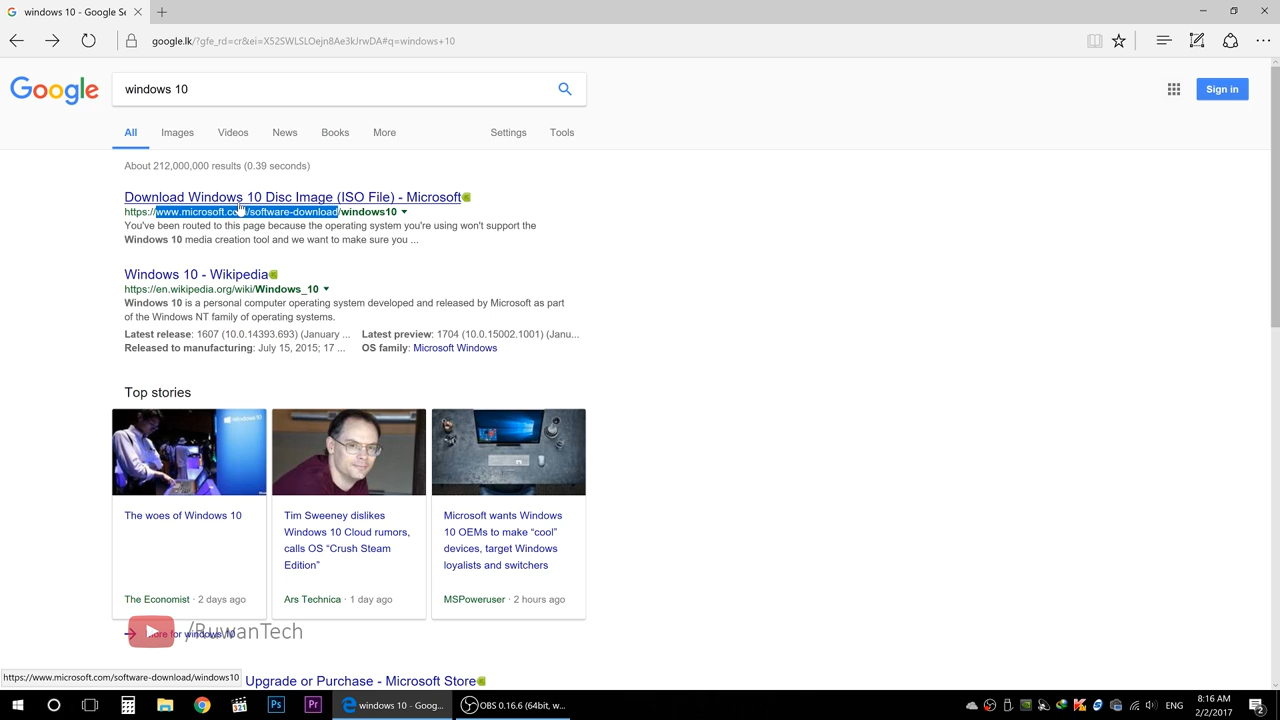 windows 10 - Google Se
google.lk/?gfe_rd=cr&ei=X52SWLSLOejn8Ae3kJrwDA#q=windows+10
Google
windows 10
Sign in
All
Images
Videos
News
Books
More
Settings
Tools
About 212,000,000 results (0.39 seconds)
Download Windows 10 Disc Image (ISO File) - Microsoft
https://www.microsoft.com/software-download/windows10
You've been routed to this page because the operating system you're using won't support the
Windows 10 media creation tool and we want to make sure you ...
Windows 10 - Wikipedia
https://en.wikipedia.org/wiki/Windows_10
Windows 10 is a personal computer operating system developed and released by Microsoft as part
of the Windows NT family of operating systems.
Latest release: 1607 (10.0.14393.693) (January ...
Latest preview: 1704 (10.0.15002.1001) (Janu...
Released to manufacturing: July 15, 2015; 17 ...
OS family: Microsoft Windows
Top stories
The woes of Windows 10
The Economist · 2 days ago
Tim Sweeney dislikes
Windows 10 Cloud rumors,
calls OS “Crush Steam
Edition”
Ars Technica · 1 day ago
Microsoft wants Windows
10 OEMs to make “cool”
devices, target Windows
loyalists and switchers
MSPoweruser · 2 hours ago
More for windows 10
/RuwanTech
https://www.microsoft.com/software-download/windows10
Upgrade or Purchase - Microsoft Store
Ps
Pr
windows 10 - Goog...
OBS 0.16.6 (64bit, w...
ENG
8:16 AM
2/2/2017
2